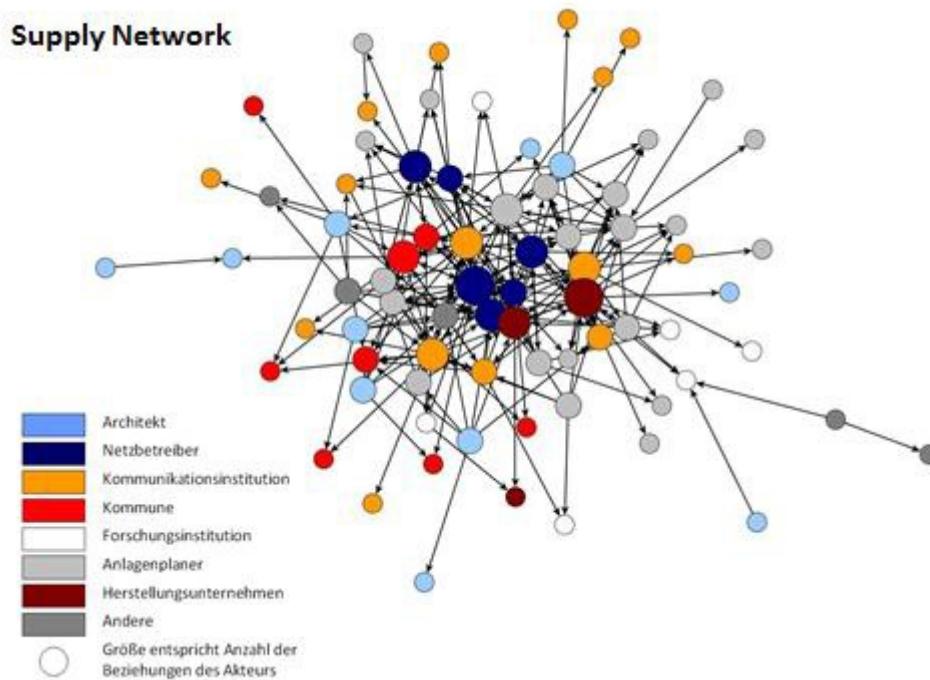 Supply Network
Architekt
Netzbetreiber
Kommunikationsinstitution
Kommune
Forschungsinstitution
Anlagenplaner
Herstellungsunternehmen
Andere
Größe entspricht Anzahl der
Beziehungen des Akteurs